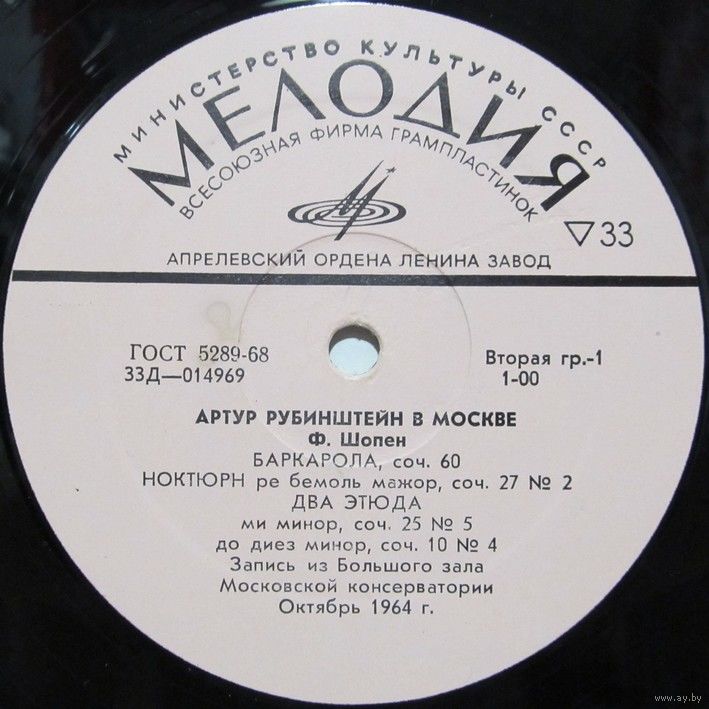 МИНИСТЕРСТВО КУЛЬТУРЫ СССР
МЕЛОДИЯ
ВСЕСОЮЗНАЯ ФИРМА ГРАМПЛАСТИНОК
▽33
АПРЕЛЕВСКИЙ ОРДЕНА ЛЕНИНА ЗАВОД
ГОСТ 5289-68
33Д—014969
Вторая гр.-1
1-00
АРТУР РУБИНШТЕЙН В МОСКВЕ
Ф. Шопен
БАРКАРОЛА, соч. 60
НОКТЮРН ре бемоль мажор, соч. 27 № 2
ДВА ЭТЮДА
ми минор, соч. 25 № 5
до диез минор, соч. 10 № 4
Запись из Большого зала
Московской консерватории
Октябрь 1964 г.
www.ay.by